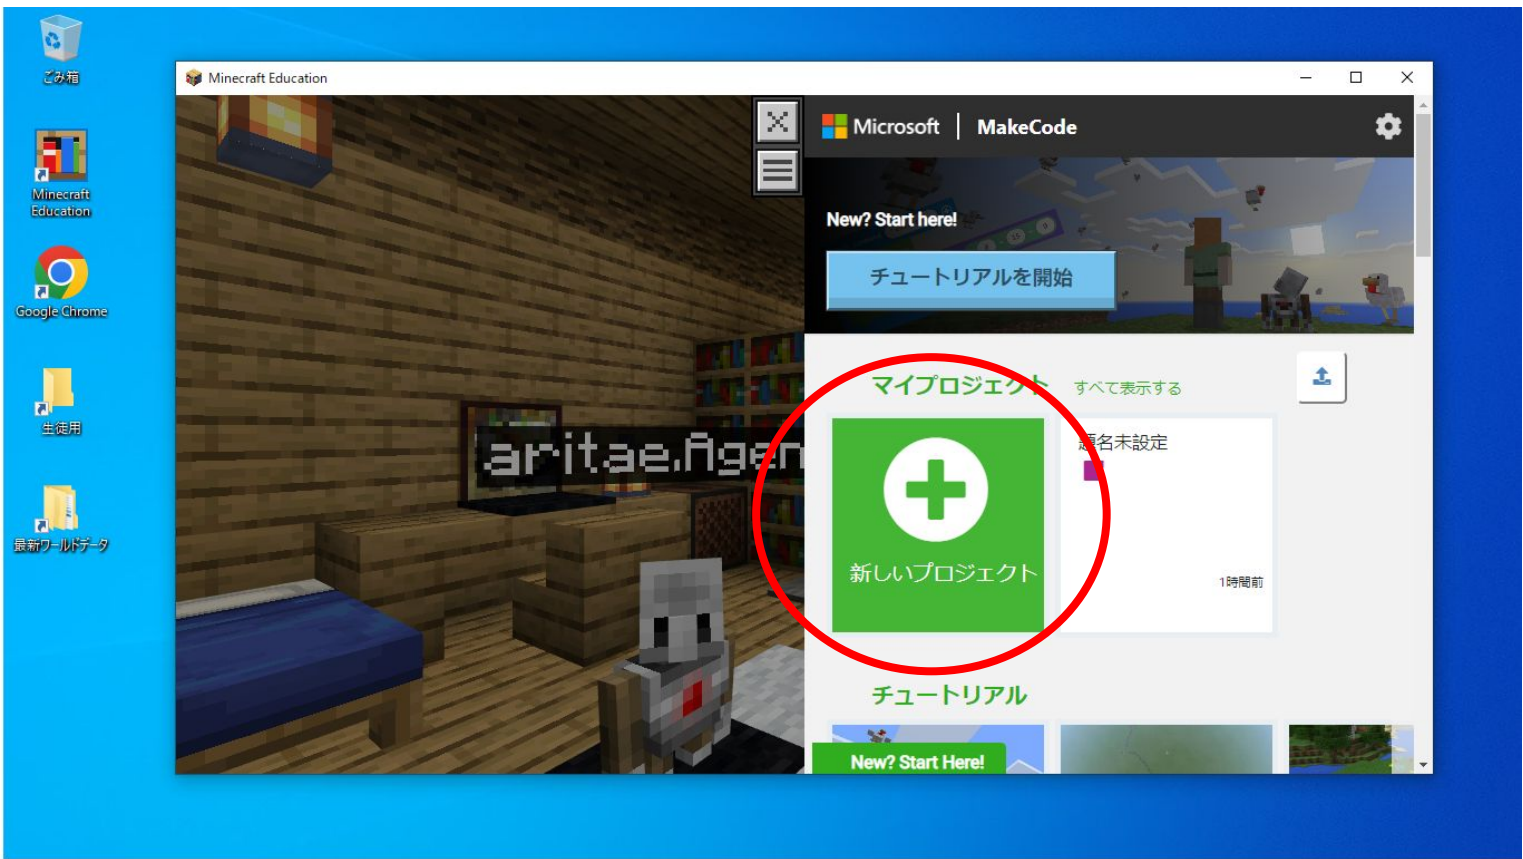 ごみ箱
Minecraft
Education
Google Chrome
生徒用
最新ワールドデータ
Minecraft Education
aritae.Agen
Microsoft | MakeCode
New? Start here!
チュートリアルを開始
マイプロジェクト すべて表示する
新しいプロジェクト
題名未設定
1時間前
チュートリアル
New? Start Here!